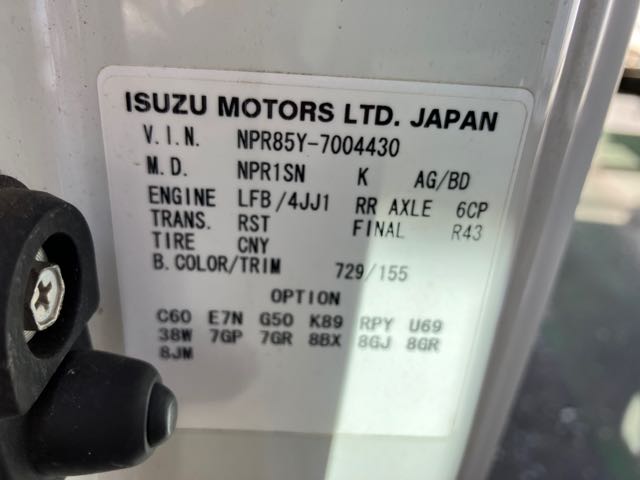 ISUZU MOTORS LTD. JAPAN
V.I.N. NPR85Y-7004430
M.D. NPR1SN K AG/BD
ENGINE LFB/4JJ1 RR AXLE 6CP
TRANS. RST FINAL R43
TIRE CNY
B.COLOR/TRIM 729/155
OPTION
C60 E7N G50 K89 RPY U69
38W 7GP 7GR 8BX 8GJ 8GR
8JM